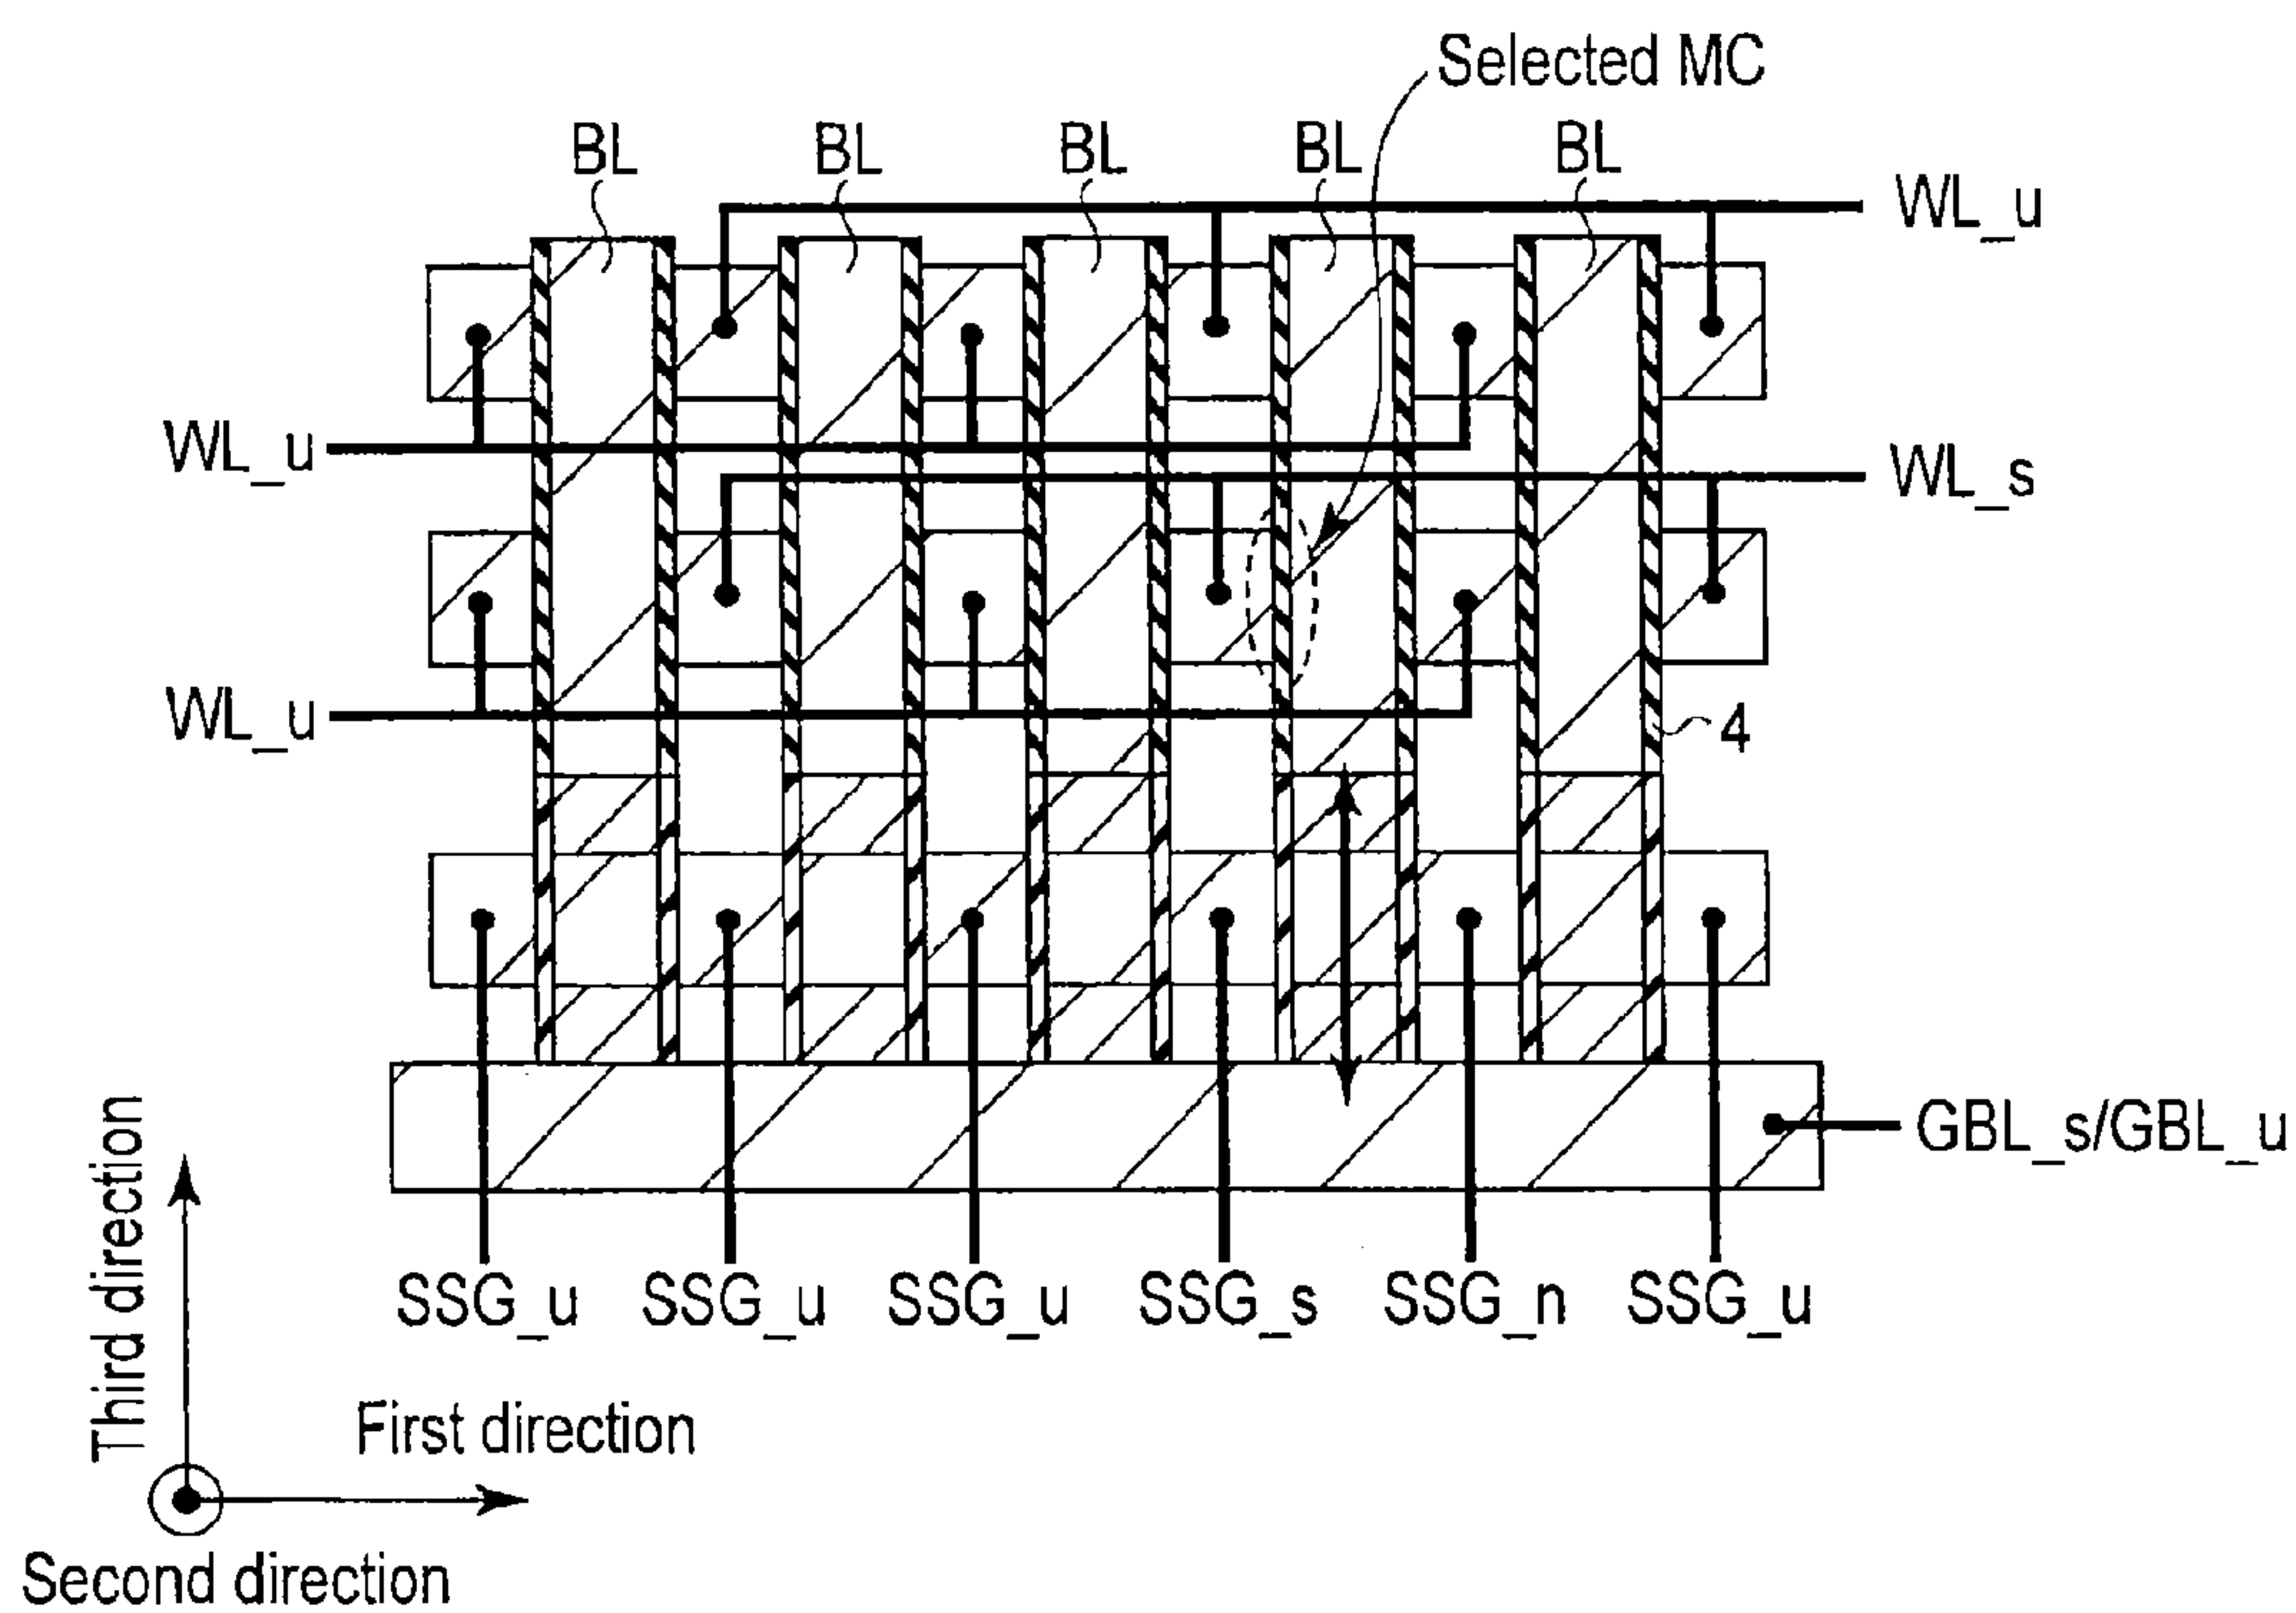 Selected MC
BL BL BL BL BL
WL_u
WL_u
WL_s
WL_u
4
GBL_s/GBL_u
SSG_u SSG_u SSG_u SSG_s SSG_n SSG_u
Third direction
First direction
Second direction